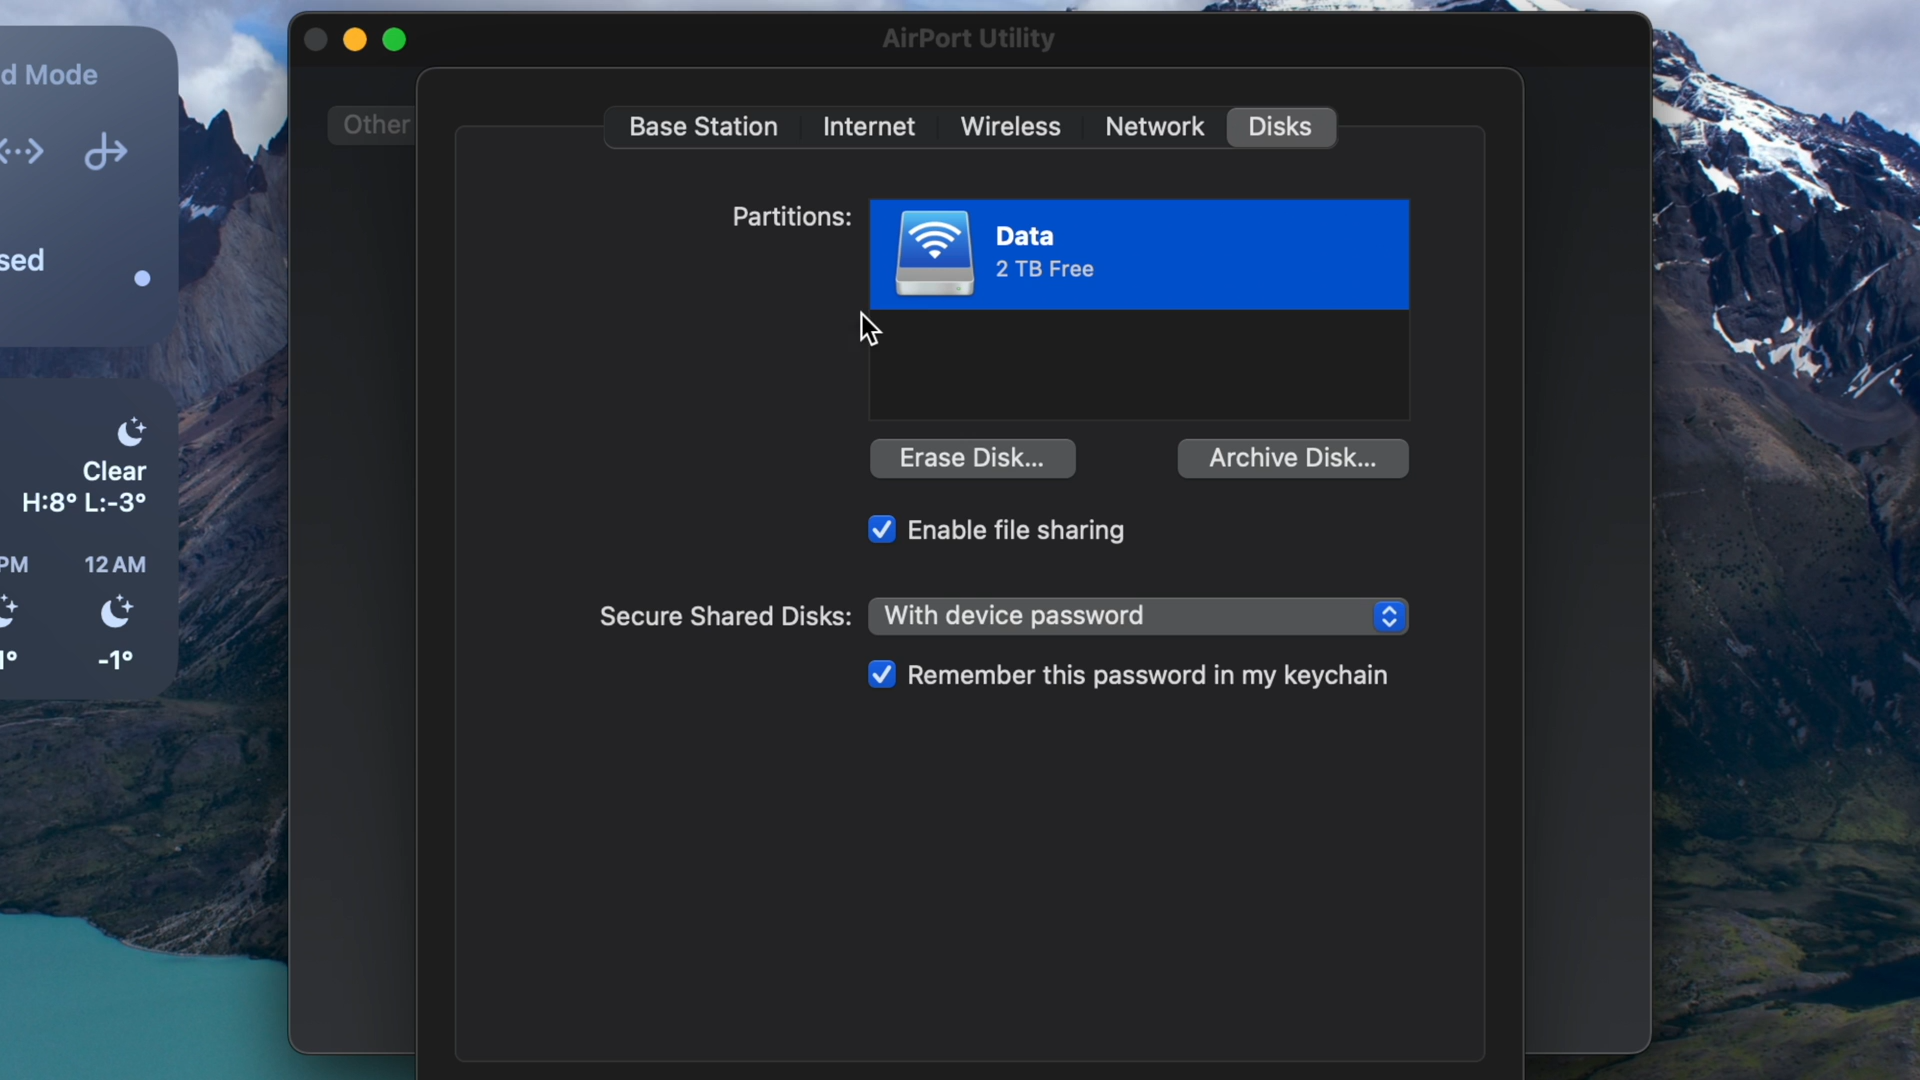 AirPort Utility
d Mode
sed
Clear
H:8° L:-3°
PM 12 AM
-1°
Other
Base Station Internet Wireless Network Disks
Partitions:
Data
2 TB Free
Erase Disk... Archive Disk...
Enable file sharing
Secure Shared Disks: With device password
Remember this password in my keychain